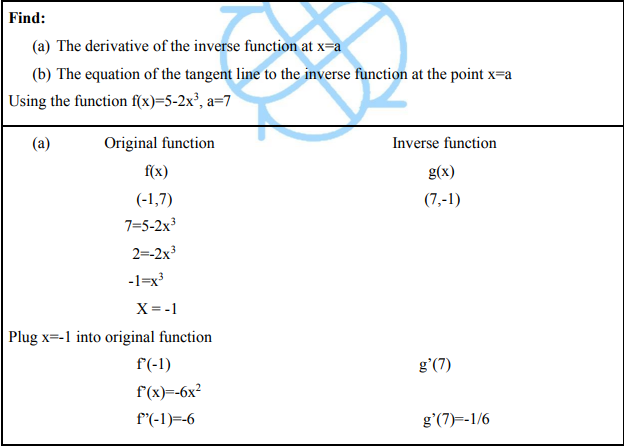 Find:
(a) The derivative of the inverse function at x=a
(b) The equation of the tangent line to the inverse function at the point x=a
Using the function f(x)=5-2x³, a=7
(a) Original function Inverse function
f(x) g(x)
(-1,7) (7,-1)
7=5-2x³
2=-2x³
-1=x³
X = -1
Plug x=-1 into original function
f'(-1) g'(7)
f'(x)=-6x²
f'(-1)=-6 g'(7)=-1/6